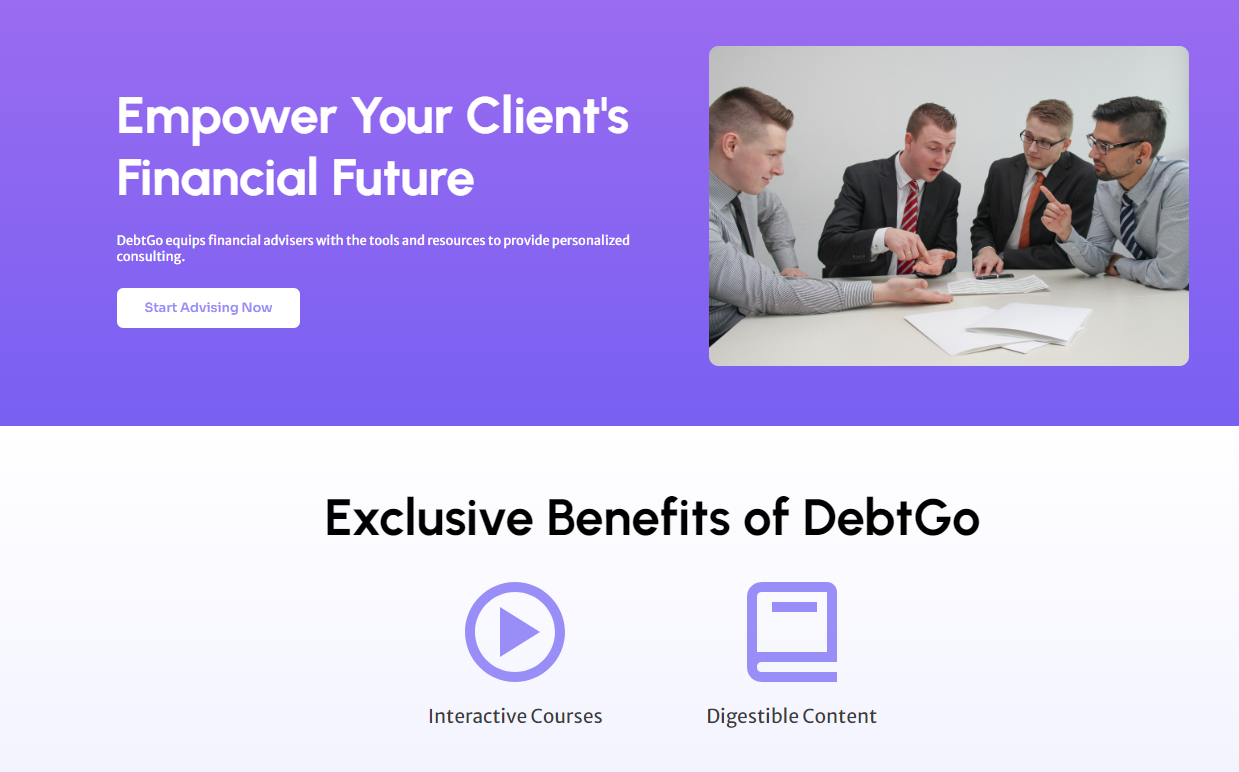 Empower Your Client's
Financial Future
DebtGo equips financial advisers with the tools and resources to provide personalized
consulting.
Start Advising Now
Exclusive Benefits of DebtGo
Interactive Courses
Digestible Content